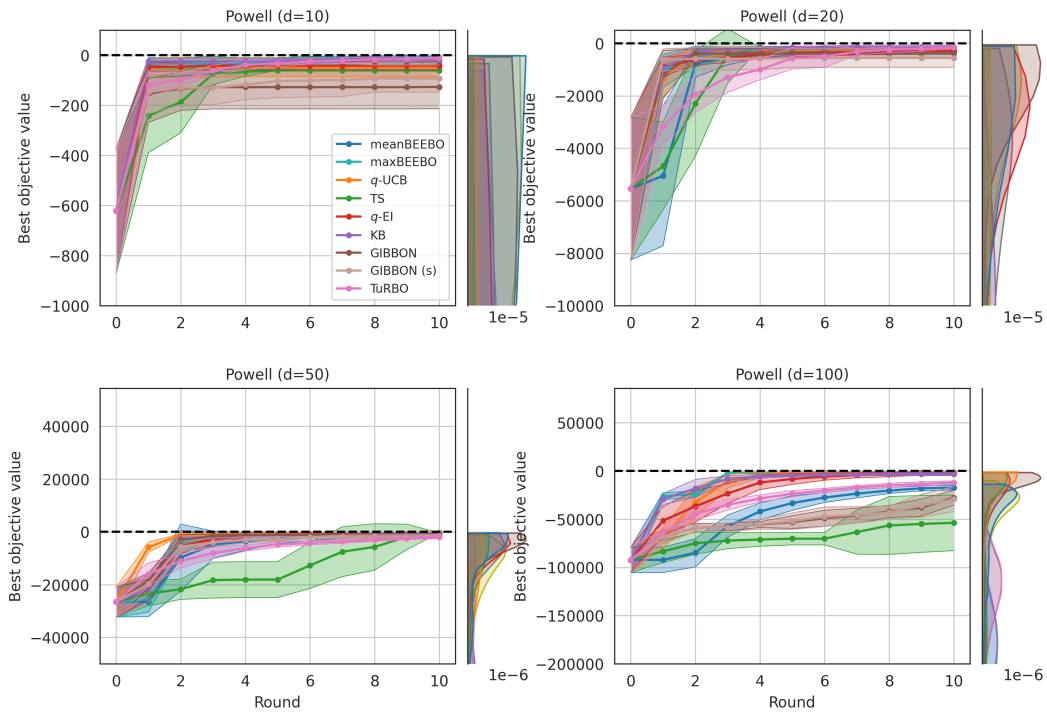 Powell (d=10)
Best objective value
0
−200
−400
−600
−800
−1000
0 2 4 6 8 10
1e−5
meanBEEBO
maxBEEBO
q-UCB
TS
q-EI
KB
GIBBON
GIBBON (s)
TuRBO
Powell (d=20)
Best objective value
0
−2000
−4000
−6000
−8000
−10000
0 2 4 6 8 10
1e−5
Powell (d=50)
Best objective value
40000
20000
0
−20000
−40000
0 2 4 6 8 10
1e−6
Round
Powell (d=100)
Best objective value
50000
0
−50000
−100000
−150000
−200000
0 2 4 6 8 10
1e−6
Round